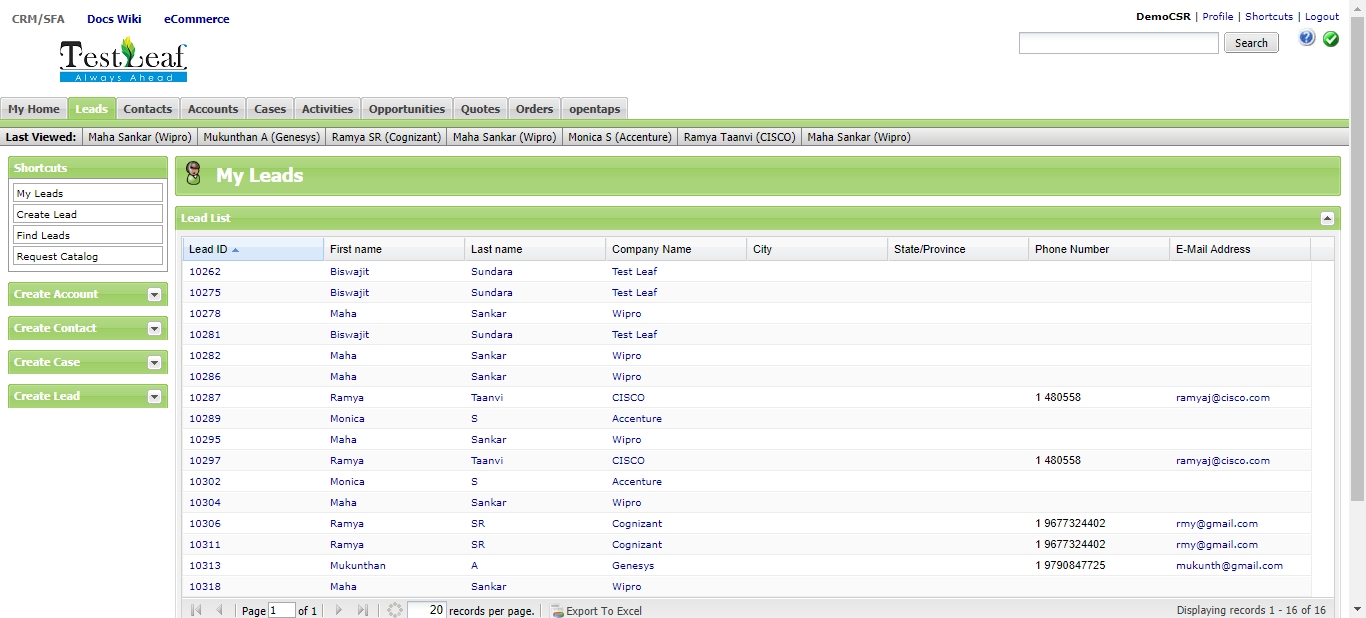 CRM/SFA Docs Wiki eCommerce
DemoCSR | Profile | Shortcuts | Logout
Search
TestLeaf
Always Ahead
My Home Leads Contacts Accounts Cases Activities Opportunities Quotes Orders opentaps
Last Viewed: Maha Sankar (Wipro) Mukunthan A (Genesys) Ramya SR (Cognizant) Maha Sankar (Wipro) Monica S (Accenture) Ramya Taanvi (CISCO) Maha Sankar (Wipro)
Shortcuts
My Leads
Create Lead
Find Leads
Request Catalog
Create Account
Create Contact
Create Case
Create Lead
My Leads
Lead List
Lead ID First name Last name Company Name City State/Province Phone Number E-Mail Address
10262 Biswajit Sundara Test Leaf
10275 Biswajit Sundara Test Leaf
10278 Maha Sankar Wipro
10281 Biswajit Sundara Test Leaf
10282 Maha Sankar Wipro
10286 Maha Sankar Wipro
10287 Ramya Taanvi CISCO 1 480558 ramyaj@cisco.com
10289 Monica S Accenture
10295 Maha Sankar Wipro
10297 Ramya Taanvi CISCO 1 480558 ramyaj@cisco.com
10302 Monica S Accenture
10304 Maha Sankar Wipro
10306 Ramya SR Cognizant 1 9677324402 rmy@gmail.com
10311 Ramya SR Cognizant 1 9677324402 rmy@gmail.com
10313 Mukunthan A Genesys 1 9790847725 mukunth@gmail.com
10318 Maha Sankar Wipro
Page 1 of 1 20 records per page. Export To Excel Displaying records 1 - 16 of 16